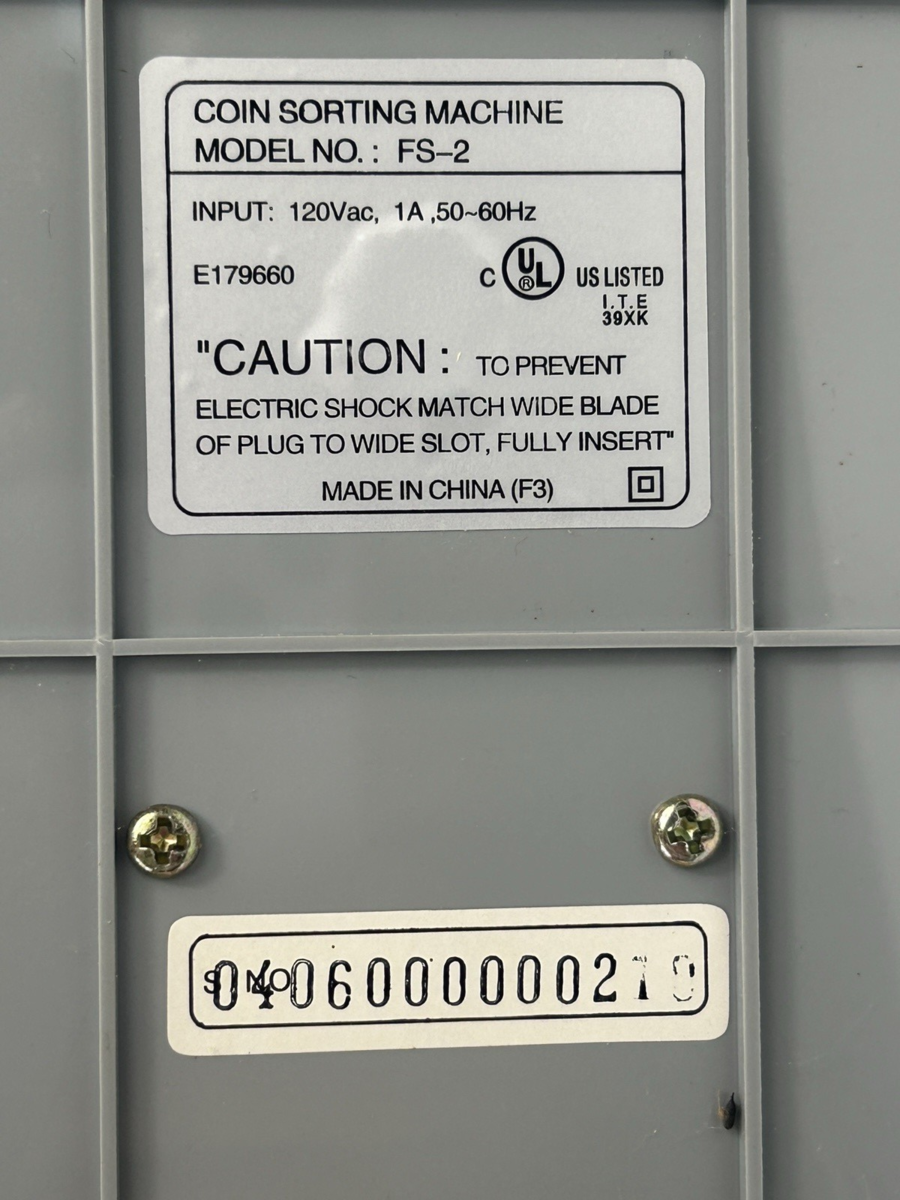 COIN SORTING MACHINE
MODEL NO. : FS-2
INPUT: 120Vac, 1A ,50~60Hz
E179660
C UL ® US LISTED
I.T.E
39XK
"CAUTION : TO PREVENT
ELECTRIC SHOCK MATCH WIDE BLADE
OF PLUG TO WIDE SLOT, FULLY INSERT"
MADE IN CHINA (F3)